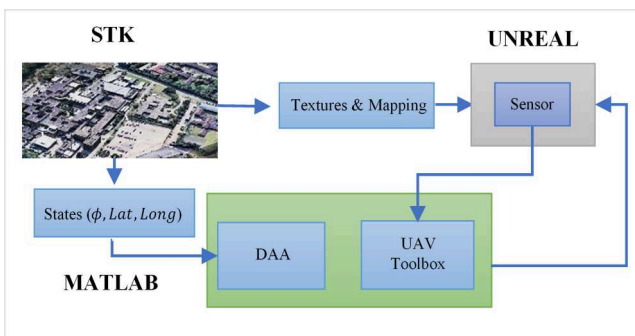 STK
UNREAL
Textures & Mapping
Sensor
States (ϕ, Lat, Long)
DAA
UAV
Toolbox
MATLAB